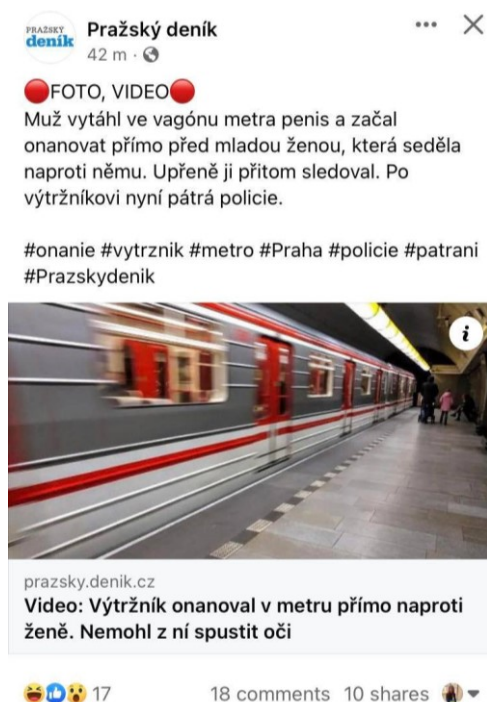 PRAŽSKÝ
deník
Pražský deník
42 m ·
FOTO, VIDEO
Muž vytáhl ve vagónu metra penis a začal
onanovat přímo před mladou ženou, která seděla
naproti němu. Upřeně ji přitom sledoval. Po
výtržníkovi nyní pátrá policie.
#onanie #vytrznik #metro #Praha #policie #patrani
#Prazskydenik
i
prazsky.denik.cz
Video: Výtržník onanoval v metru přímo naproti
ženě. Nemohl z ní spustit oči
17
18 comments 10 shares